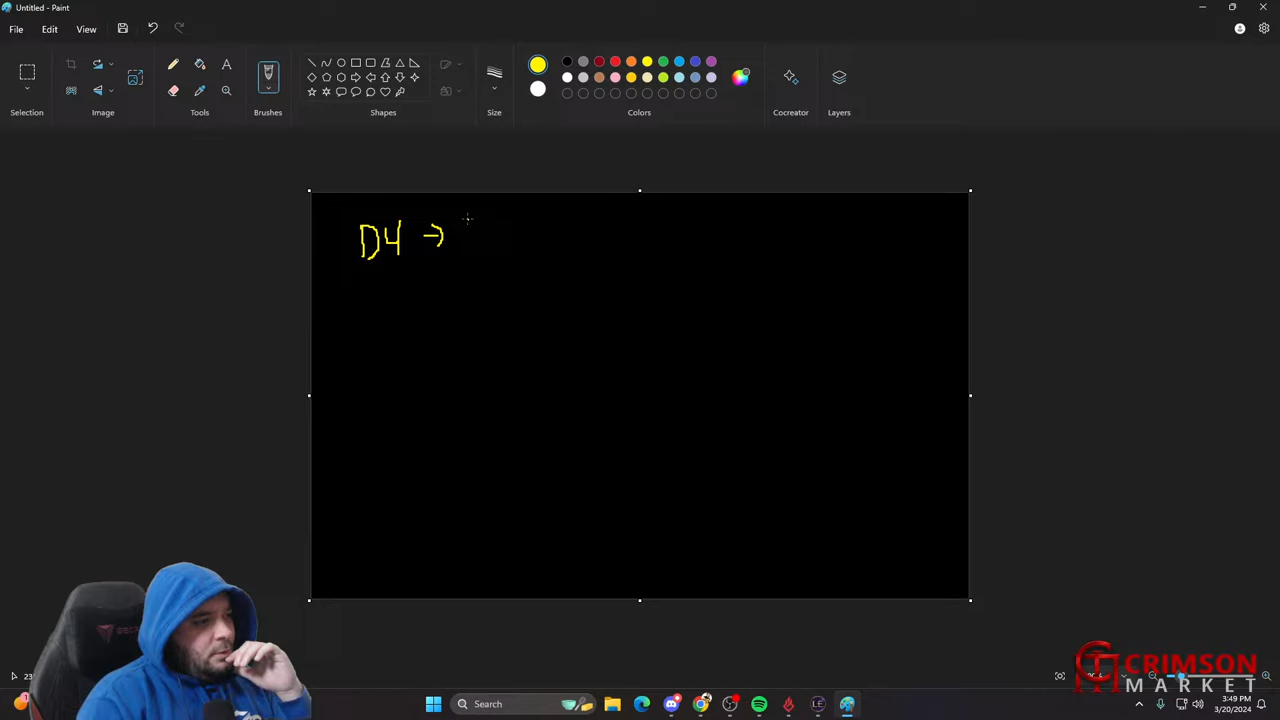 Untitled - Paint
File Edit View
Selection Image Tools Brushes Shapes Size Colors Cocreator Layers
D4 →
CRIMSON
MARKET
Search
3:49 PM
3/20/2024